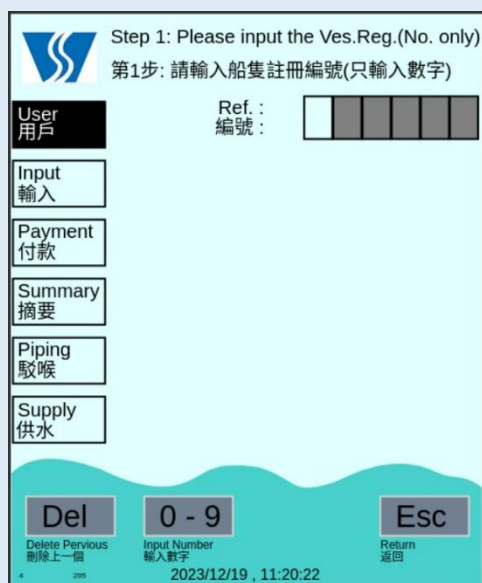 Step 1: Please input the Ves.Reg.(No. only)
第1步: 請輸入船隻註冊編號(只輸入數字)
User
用戶
Ref. :
編號 :
Input
輸入
Payment
付款
Summary
摘要
Piping
駁喉
Supply
供水
Del
0 - 9
Esc
Delete Pervious
刪除上一個
Input Number
輸入數字
Return
返回
4
295
2023/12/19 , 11:20:22